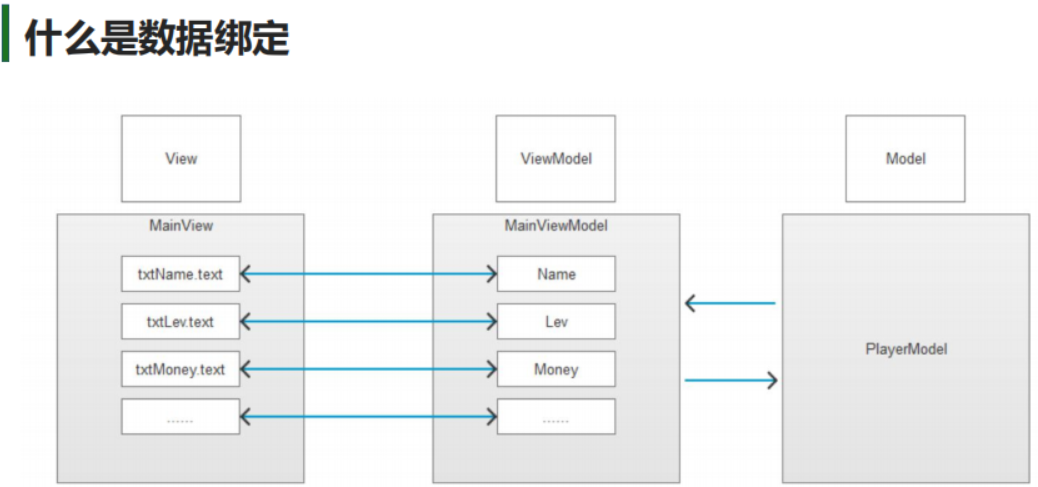 什么是数据绑定
View
ViewModel
Model
MainView
MainViewModel
txtName.text
Name
txtLev.text
Lev
PlayerModel
txtMoney.text
Money
......
......